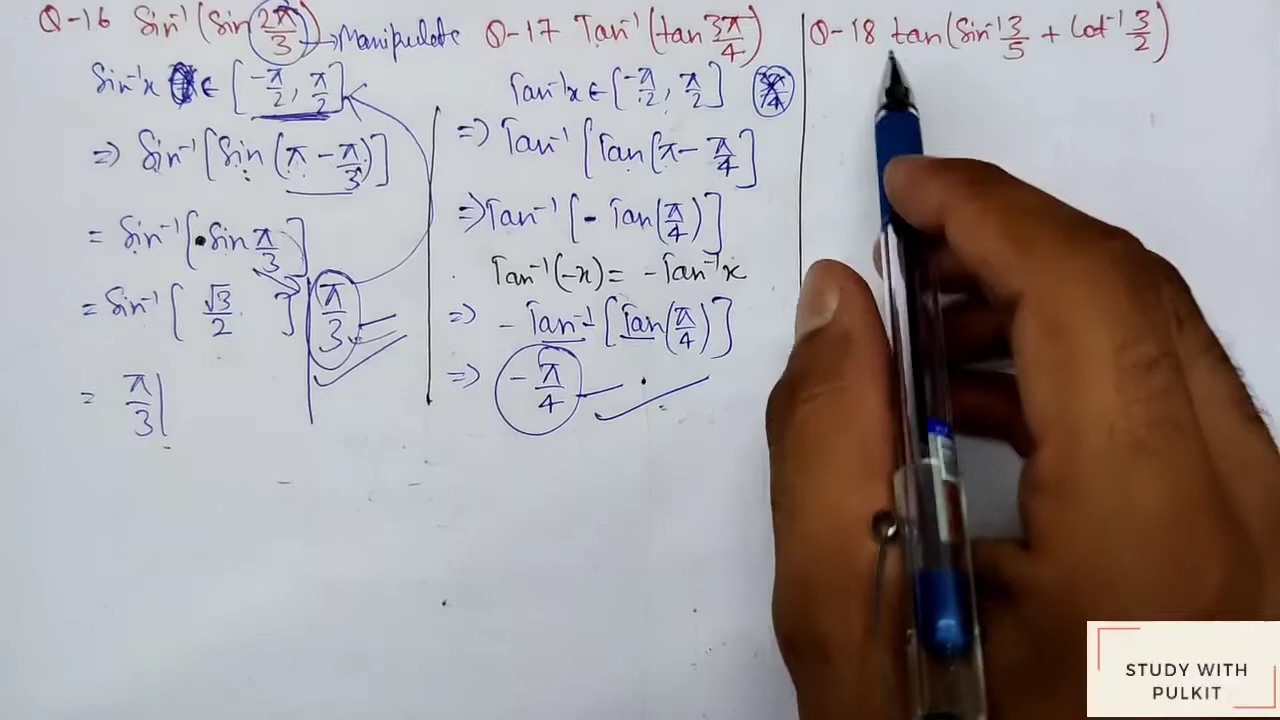 Q-16 Sin⁻¹(Sin 2π/3) → Manipulate
Sin⁻¹x ∈ [-π/2, π/2]
=> Sin⁻¹[Sin(π - π/3)]
= Sin⁻¹[Sin π/3]
= Sin⁻¹[√3/2] π/3
= π/3
Q-17 Tan⁻¹(tan 3π/4)
Tan⁻¹x ∈ [-π/2, π/2]
=> Tan⁻¹[Tan(π - π/4]
=> Tan⁻¹[- Tan(π/4)]
Tan⁻¹(-x) = -Tan⁻¹x
=> -Tan⁻¹[Tan(π/4)]
=> -π/4
Q-18 tan(Sin⁻¹ 3/5 + Cot⁻¹ 3/2)
STUDY WITH
PULKIT